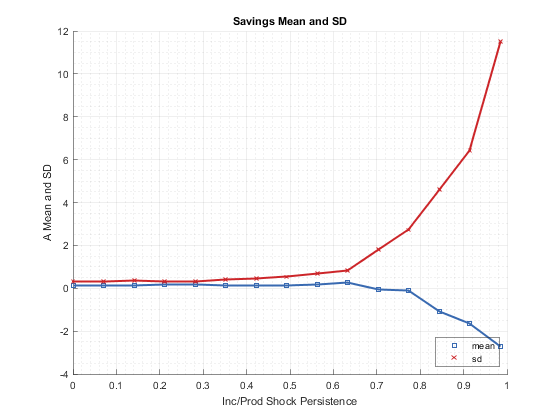 Savings Mean and SD
12
10
8
6
4
2
0
-2
-4
A Mean and SD
0 0.1 0.2 0.3 0.4 0.5 0.6 0.7 0.8 0.9 1
Inc/Prod Shock Persistence
mean
sd